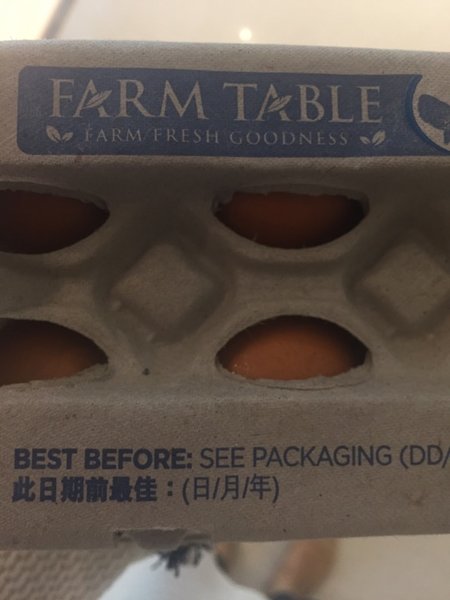 FARM TABLE
FARM FRESH GOODNESS
BEST BEFORE: SEE PACKAGING (DD/
此日期前最佳：(日/月/年)